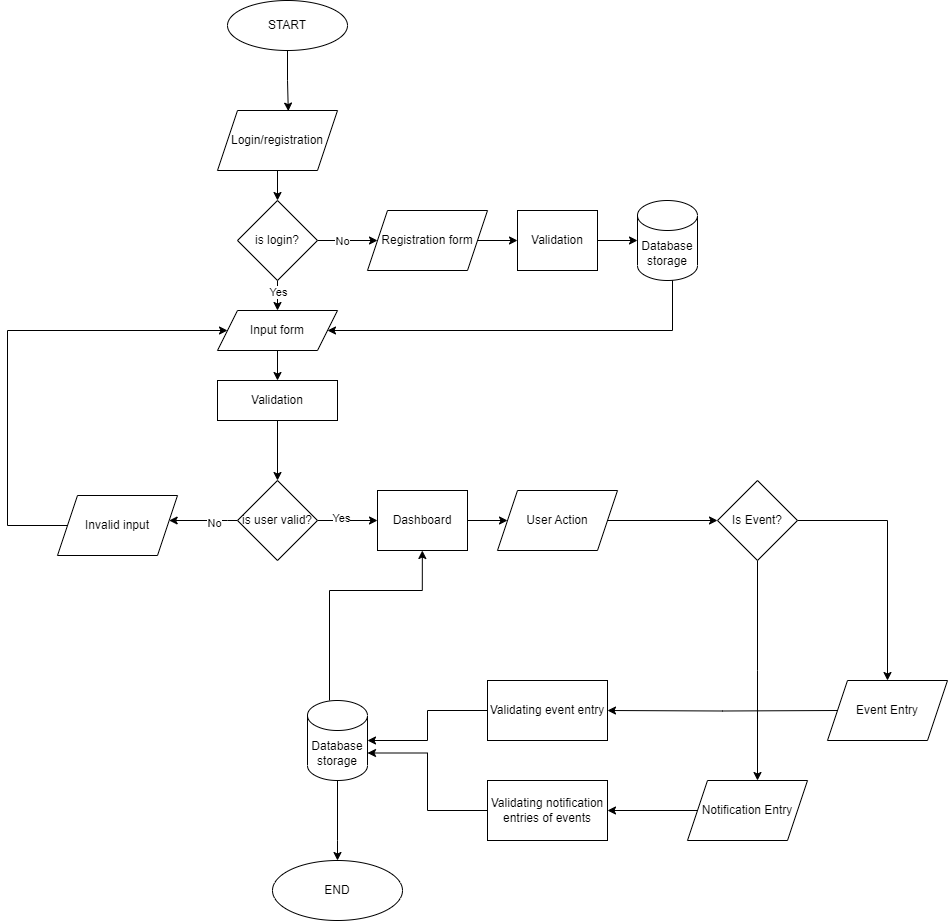 START
Login/registration
is login?
No
Registration form
Validation
Database
storage
Yes
Input form
Validation
Invalid input
No
is user valid?
Yes
Dashboard
User Action
Is Event?
Validating event entry
Event Entry
Database
storage
Validating notification
entries of events
Notification Entry
END